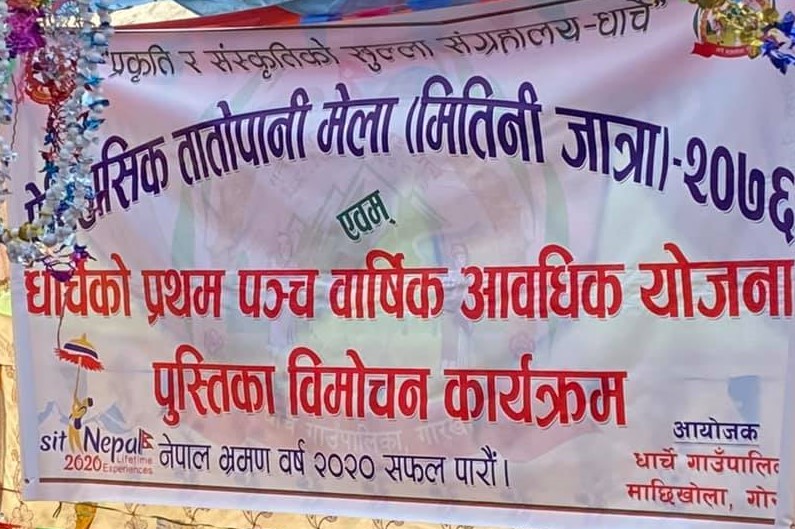 "प्रकृति र संस्कृतिको खुल्ला संग्रहालय-धार्चे"
तातोपानी मेला (मितिनी जात्रा)-२०७६
एवम्
धार्चेको प्रथम पञ्च वार्षिक आवधिक योजना
पुस्तिका विमोचन कार्यक्रम
sit Nepal
2020 Lifetime Experiences
नेपाल भ्रमण वर्ष २०२० सफल पारौं।
आयोजक
धार्चे गाउँपालि
माछिखोला, गो